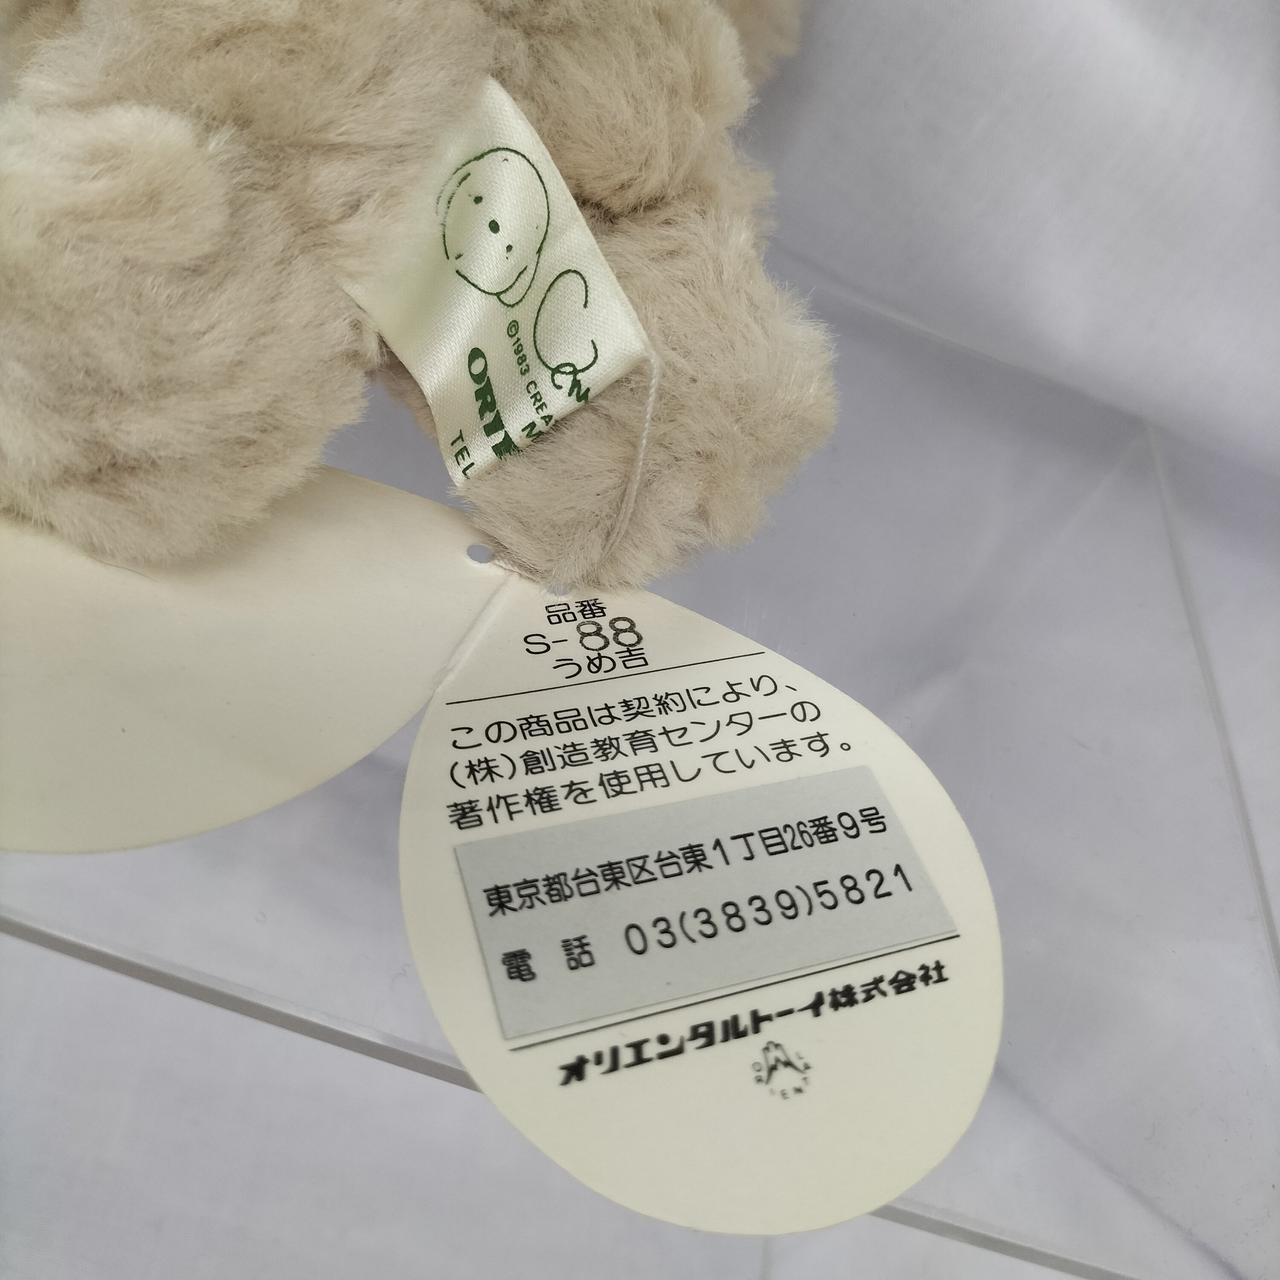 ©1983 CREA
ORIE
TEL
品番
S-88
うめ吉
この商品は契約により、
(株)創造教育センターの
著作権を使用しています。
東京都台東区台東1丁目26番9号
電話 03(3839)5821
オリエンタルトーイ株式会社
ORIENTAL